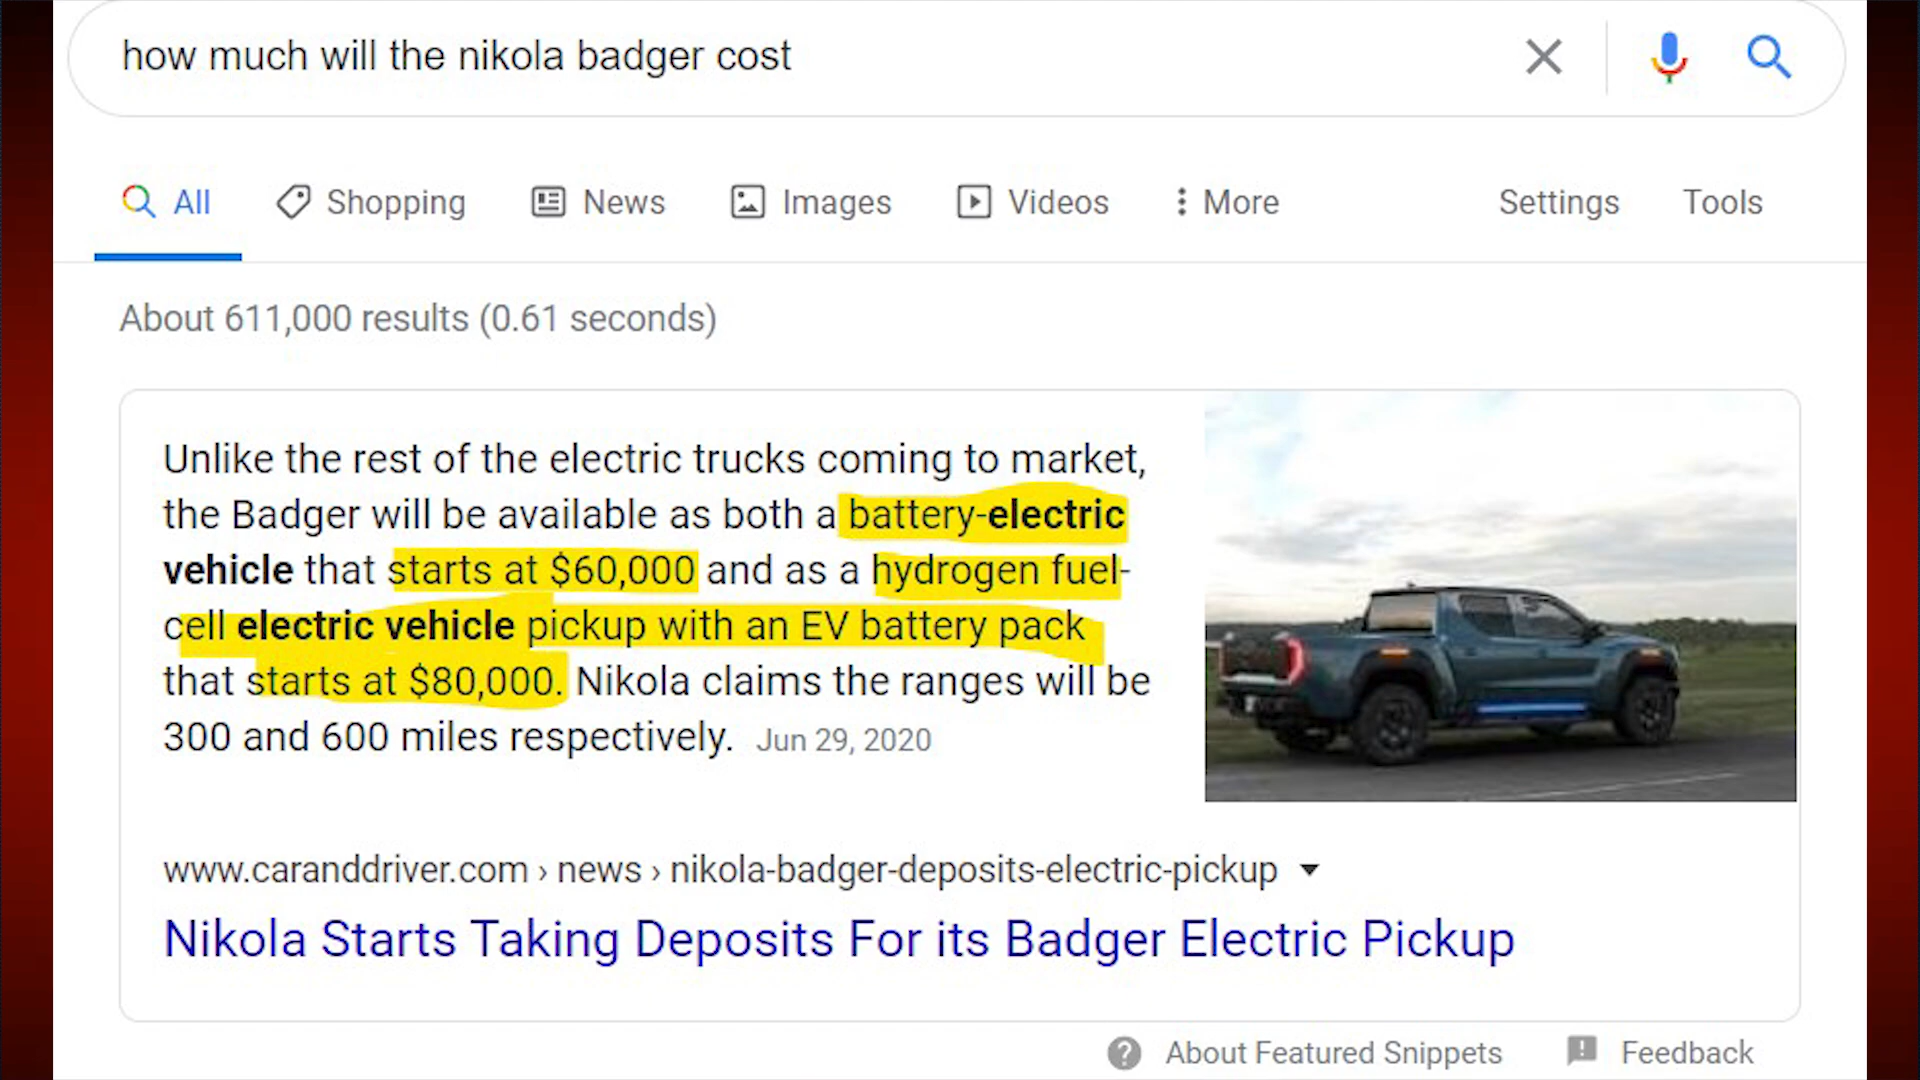 how much will the nikola badger cost
All Shopping News Images Videos More Settings Tools
About 611,000 results (0.61 seconds)
Unlike the rest of the electric trucks coming to market,
the Badger will be available as both a battery-electric
vehicle that starts at $60,000 and as a hydrogen fuel-
cell electric vehicle pickup with an EV battery pack
that starts at $80,000. Nikola claims the ranges will be
300 and 600 miles respectively. Jun 29, 2020
www.caranddriver.com › news › nikola-badger-deposits-electric-pickup
Nikola Starts Taking Deposits For its Badger Electric Pickup
About Featured Snippets Feedback